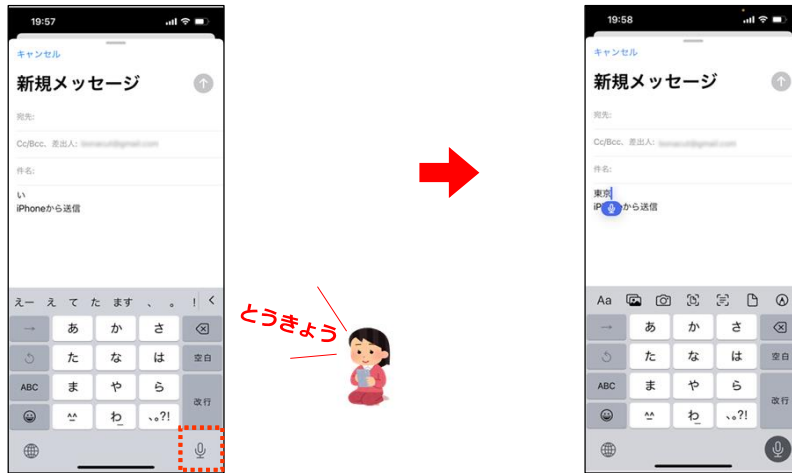 19:57
キャンセル
新規メッセージ
宛先:
Cc/Bcc、差出人:
件名:
い
iPhoneから送信
えー え て た ます 、 。 ! <
→ あ か さ
た な は 空白
ABC ま や ら 改行
^^ わ_ 、。?!
とうきょう
19:58
キャンセル
新規メッセージ
宛先:
Cc/Bcc、差出人:
件名:
東京
iP から送信
Aa
→ あ か さ
た な は 空白
ABC ま や ら 改行
^^ わ_ 、。?!